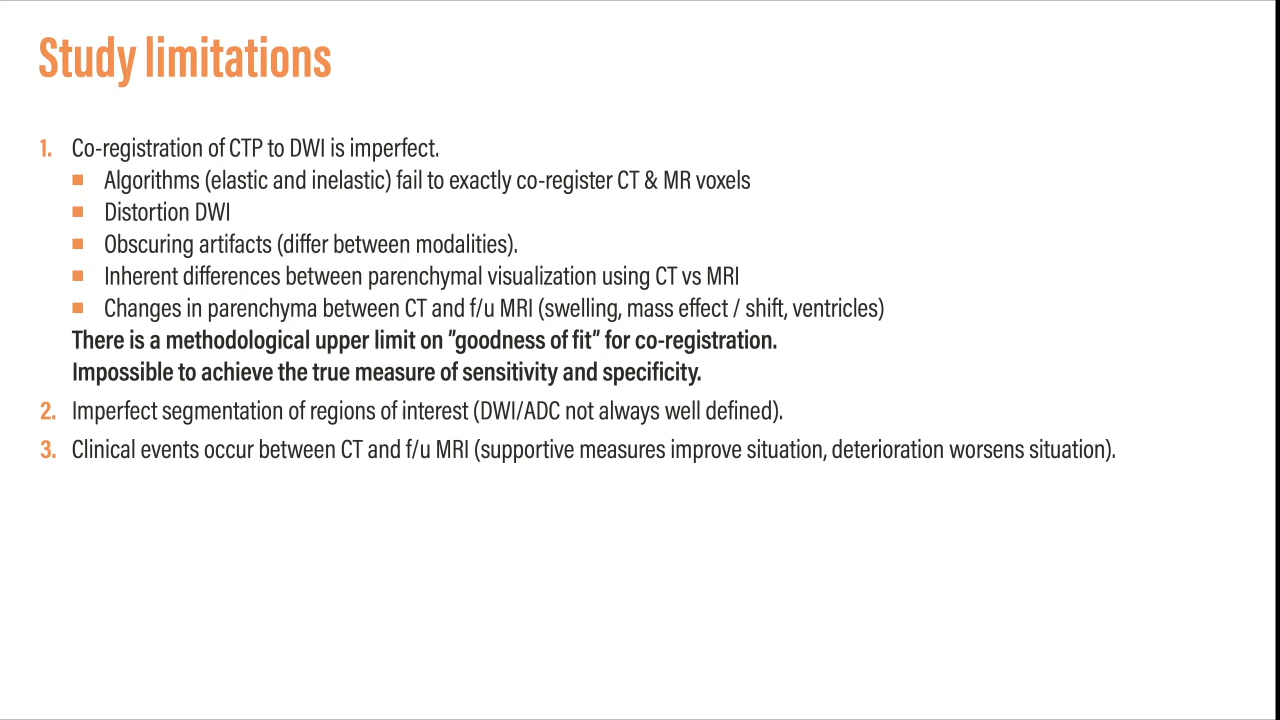 Study limitations
1. Co-registration of CTP to DWI is imperfect.
■ Algorithms (elastic and inelastic) fail to exactly co-register CT & MR voxels
■ Distortion DWI
■ Obscuring artifacts (differ between modalities).
■ Inherent differences between parenchymal visualization using CT vs MRI
■ Changes in parenchyma between CT and f/u MRI (swelling, mass effect / shift, ventricles)
There is a methodological upper limit on "goodness of fit" for co-registration.
Impossible to achieve the true measure of sensitivity and specificity.
2. Imperfect segmentation of regions of interest (DWI/ADC not always well defined).
3. Clinical events occur between CT and f/u MRI (supportive measures improve situation, deterioration worsens situation).